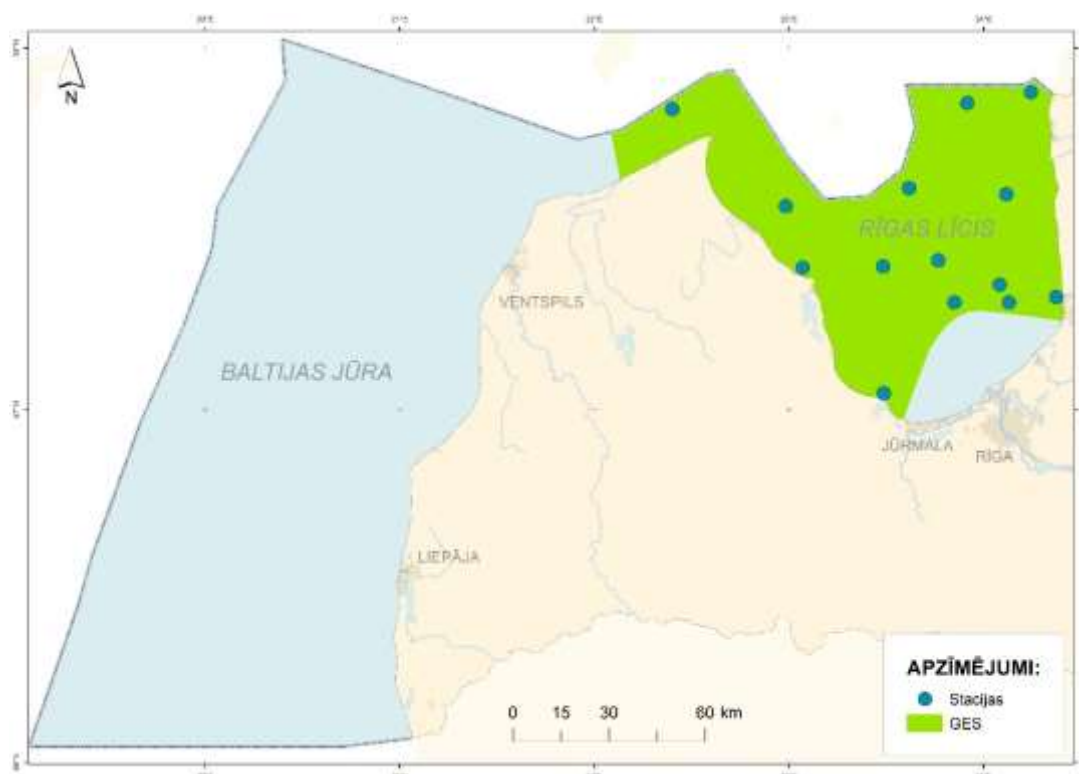 N
RĪGAS LĪCIS
VENTSPILS
BALTIJAS JŪRA
JŪRMALA
RĪGA
LIEPĀJA
0 15 30 60 km
APZĪMĒJUMI:
Stacijas
GES